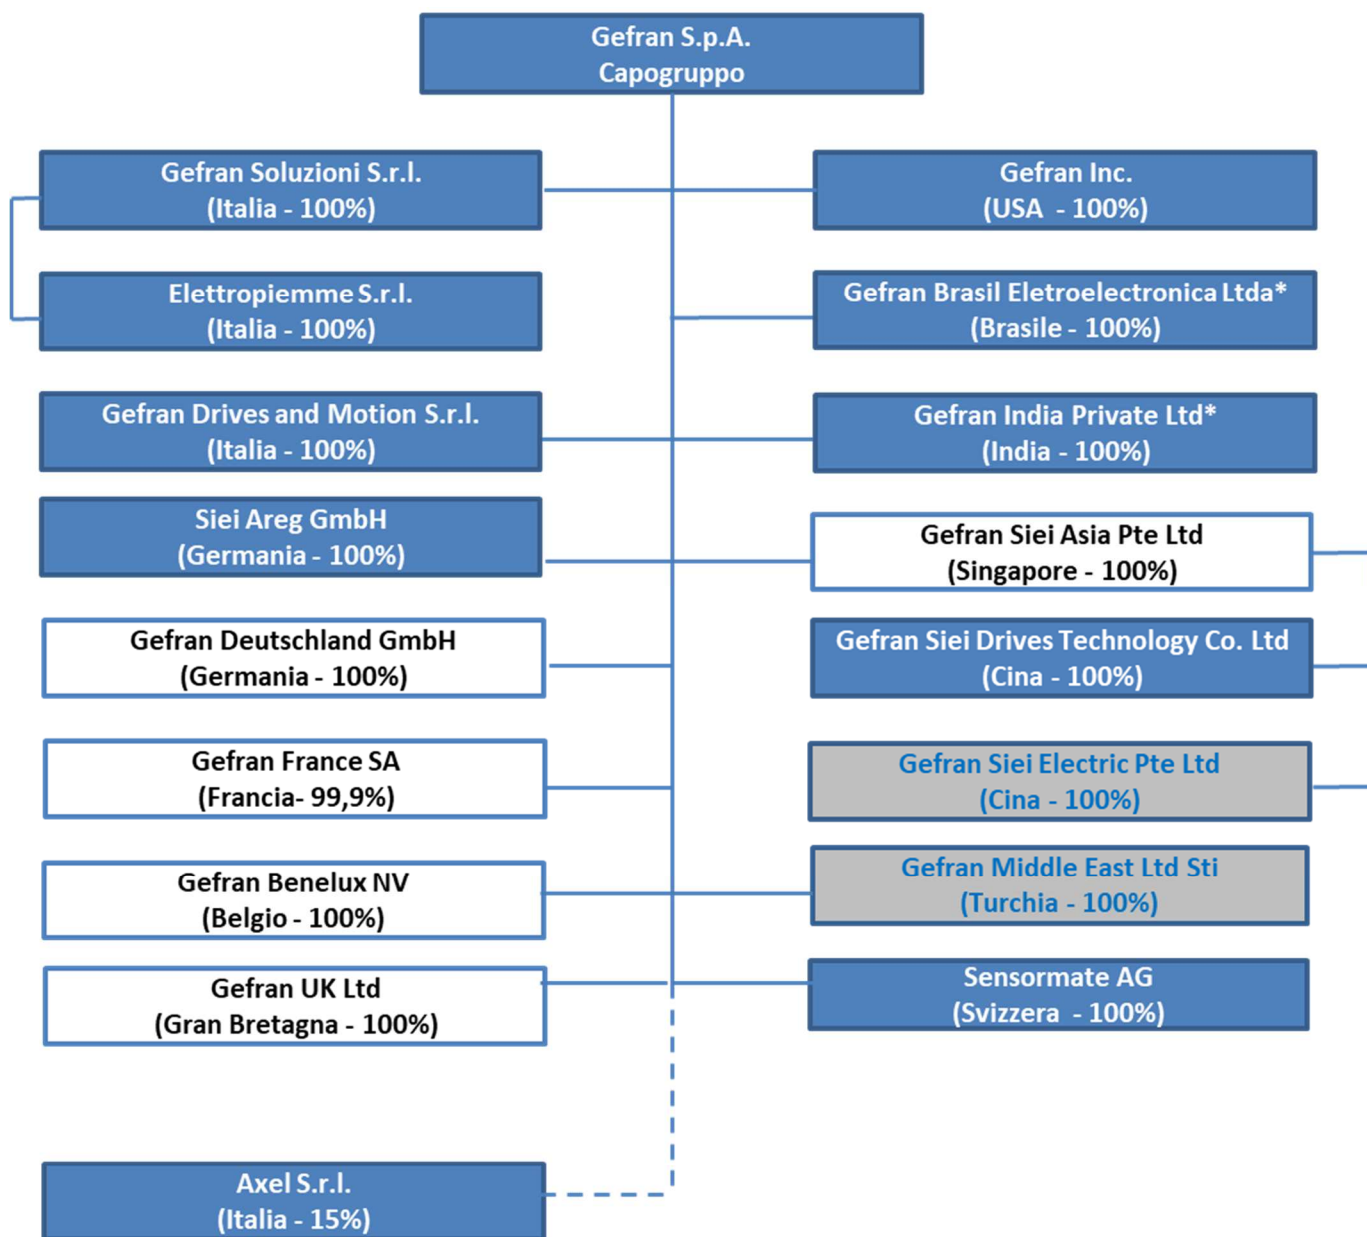 Gefran S.p.A.
Capogruppo
Gefran Soluzioni S.r.l.
(Italia - 100%)
Gefran Inc.
(USA - 100%)
Elettropiemme S.r.l.
(Italia - 100%)
Gefran Brasil Eletroelectronica Ltda*
(Brasile - 100%)
Gefran Drives and Motion S.r.l.
(Italia - 100%)
Gefran India Private Ltd*
(India - 100%)
Siei Areg GmbH
(Germania - 100%)
Gefran Siei Asia Pte Ltd
(Singapore - 100%)
Gefran Deutschland GmbH
(Germania - 100%)
Gefran Siei Drives Technology Co. Ltd
(Cina - 100%)
Gefran France SA
(Francia- 99,9%)
Gefran Siei Electric Pte Ltd
(Cina - 100%)
Gefran Benelux NV
(Belgio - 100%)
Gefran Middle East Ltd Sti
(Turchia - 100%)
Gefran UK Ltd
(Gran Bretagna - 100%)
Sensormate AG
(Svizzera - 100%)
Axel S.r.l.
(Italia - 15%)